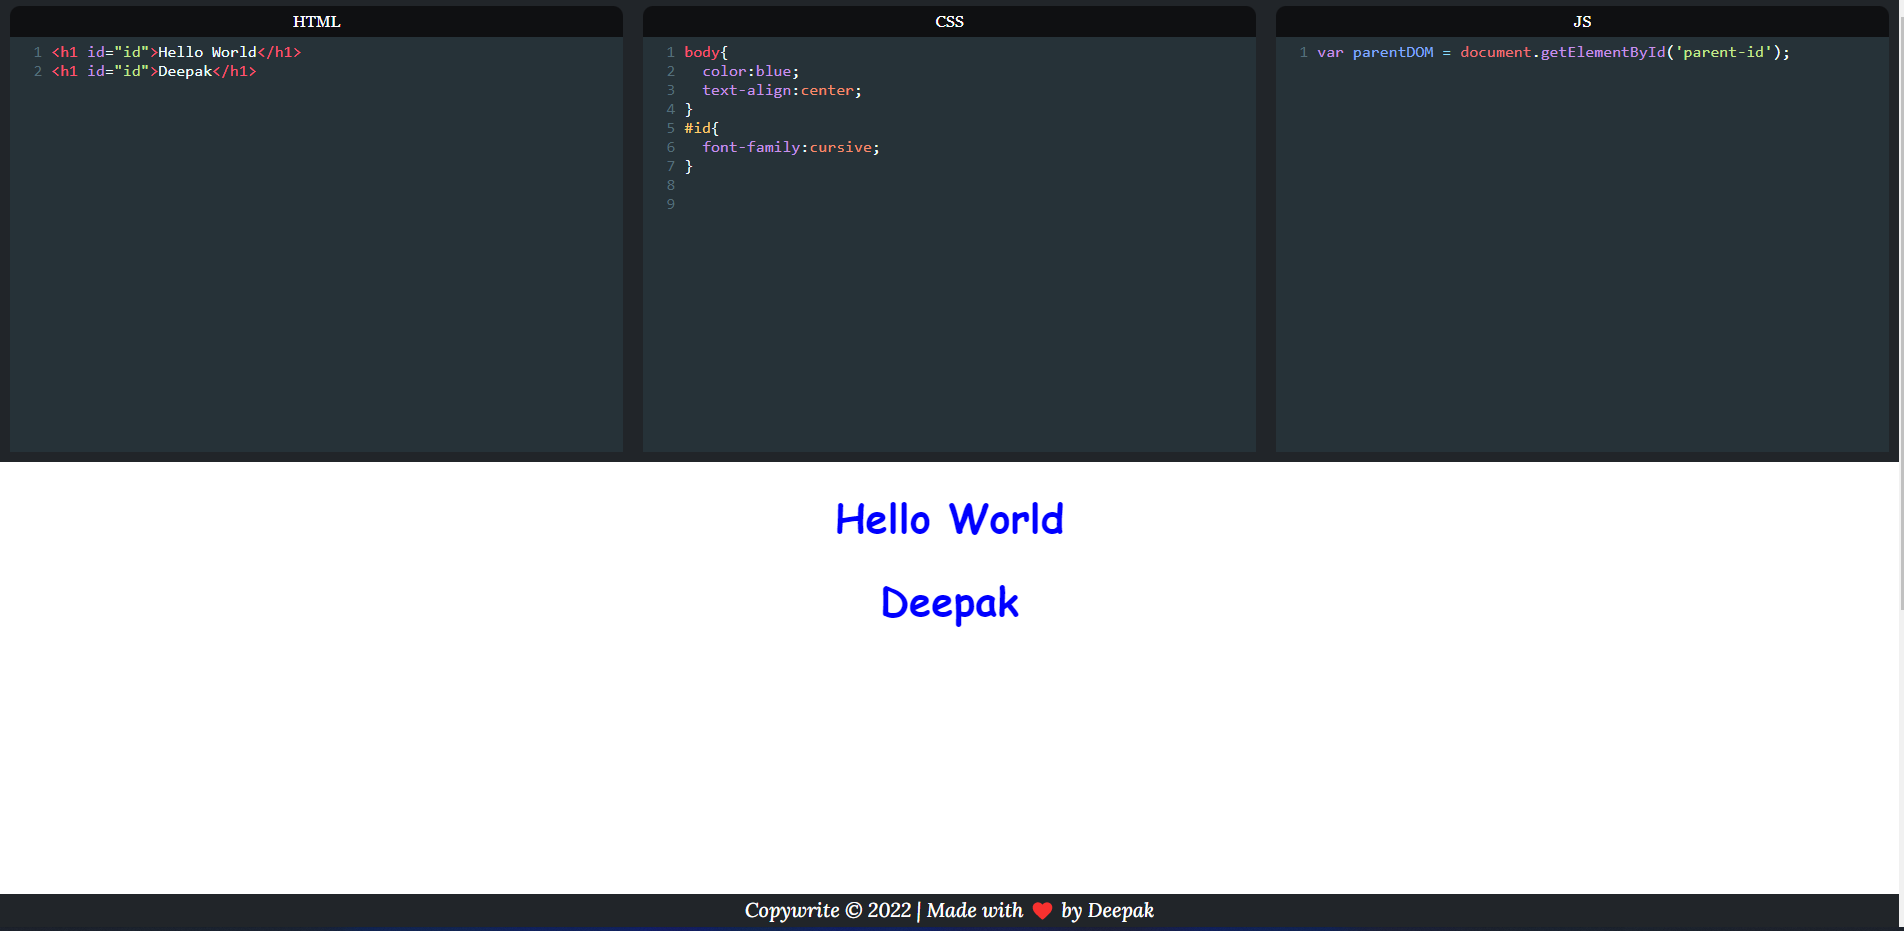 HTML
1 <h1 id="id">Hello World</h1>
2 <h1 id="id">Deepak</h1>
CSS
1 body{
2   color:blue;
3   text-align:center;
4 }
5 #id{
6   font-family:cursive;
7 }
8
9
JS
1 var parentDOM = document.getElementById('parent-id');
Hello World
Deepak
Copywrite © 2022 | Made with ❤ by Deepak